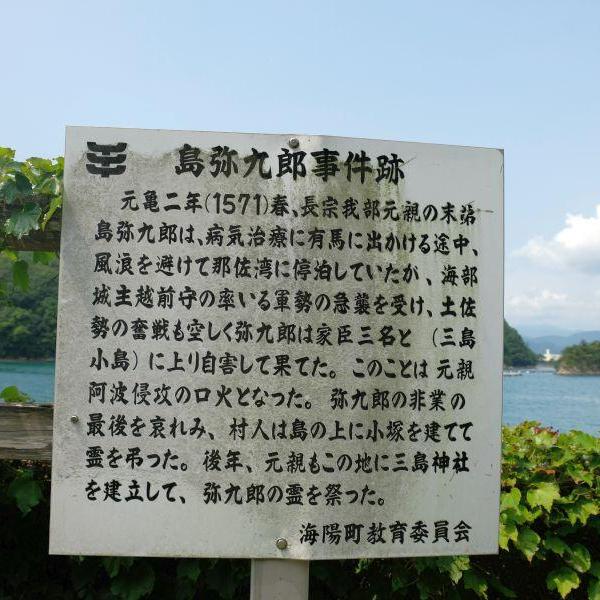 島弥九郎事件跡
元亀二年(1571)春、長宗我部元親の末弟
島弥九郎は、病気治療に有馬に出かける途中、
風浪を避けて那佐湾に停泊していたが、海部
城主越前守の率いる軍勢の急襲を受け、土佐
勢の奮戦も空しく弥九郎は家臣三名と (三島
小島)に上り自害して果てた。このことは 元親
阿波侵攻の口火となった。弥九郎の非業の
最後を哀れみ、村人は島の上に小塚を建てて
霊を弔った。後年、元親もこの地に三島神社
を建立して、弥九郎の霊を祭った。
海陽町教育委員会